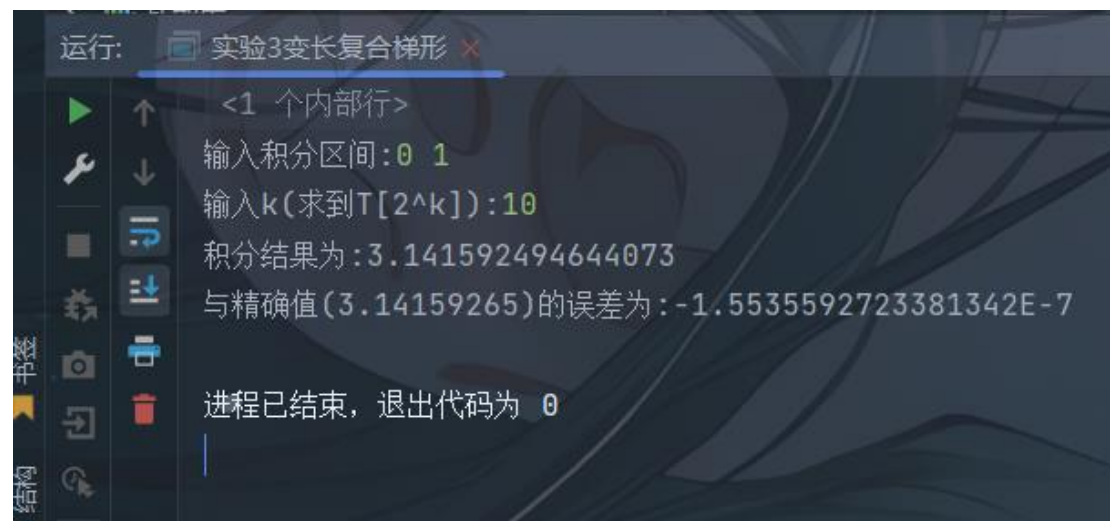 运行: 实验3变长复合梯形
<1 个内部行>
输入积分区间:0 1
输入k(求到T[2^k]):10
积分结果为:3.141592494644073
与精确值(3.14159265)的误差为:-1.5535592723381342E-7
书签
进程已结束，退出代码为 0
结构